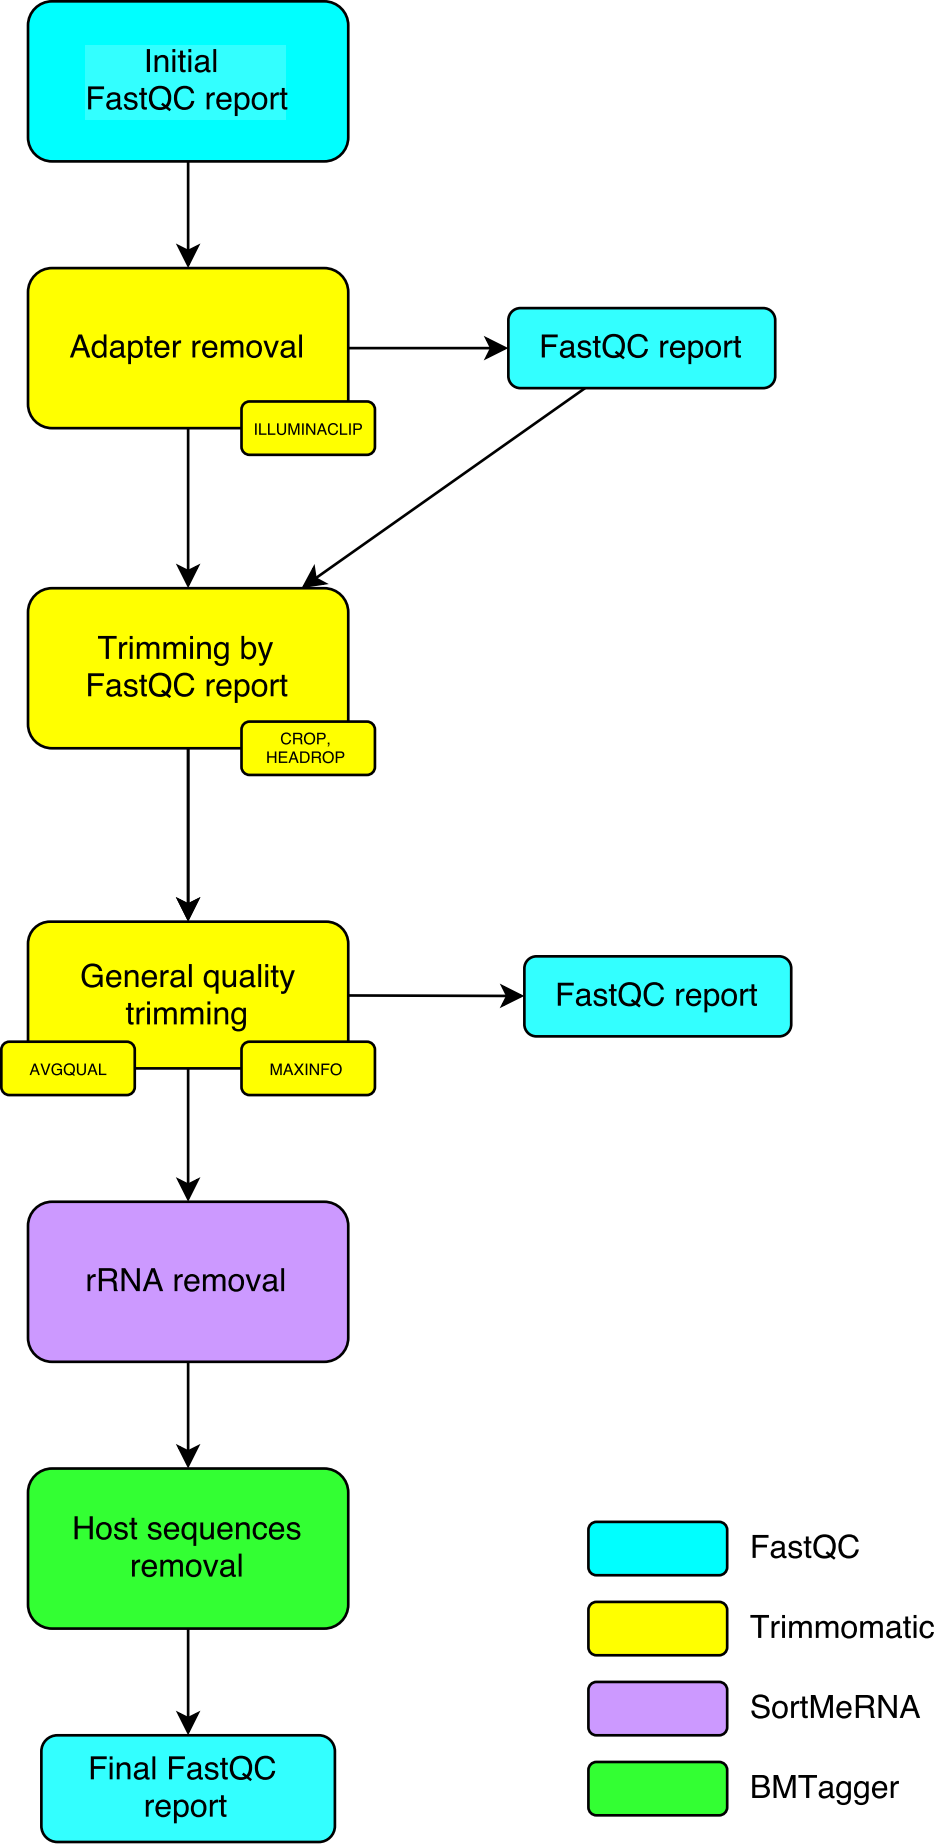 Initial
FastQC report
Adapter removal
FastQC report
ILLUMINACLIP
Trimming by
FastQC report
CROP,
HEADROP
General quality
trimming
FastQC report
AVGQUAL
MAXINFO
rRNA removal
Host sequences
removal
Final FastQC
report
FastQC
Trimmomatic
SortMeRNA
BMTagger